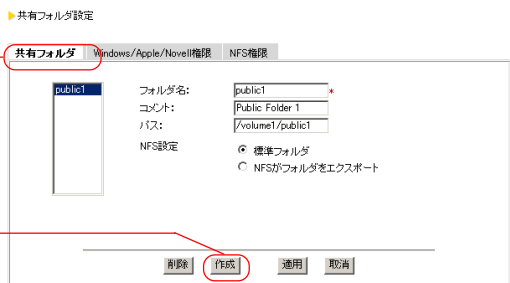 共有フォルダ設定
共有フォルダ Windows/Apple/Novell権限 NFS権限
public1
フォルダ名: public1 *
コメント: Public Folder 1
パス: /volume1/public1
NFS設定 標準フォルダ
NFSがフォルダをエクスポート
削除 作成 適用 取消